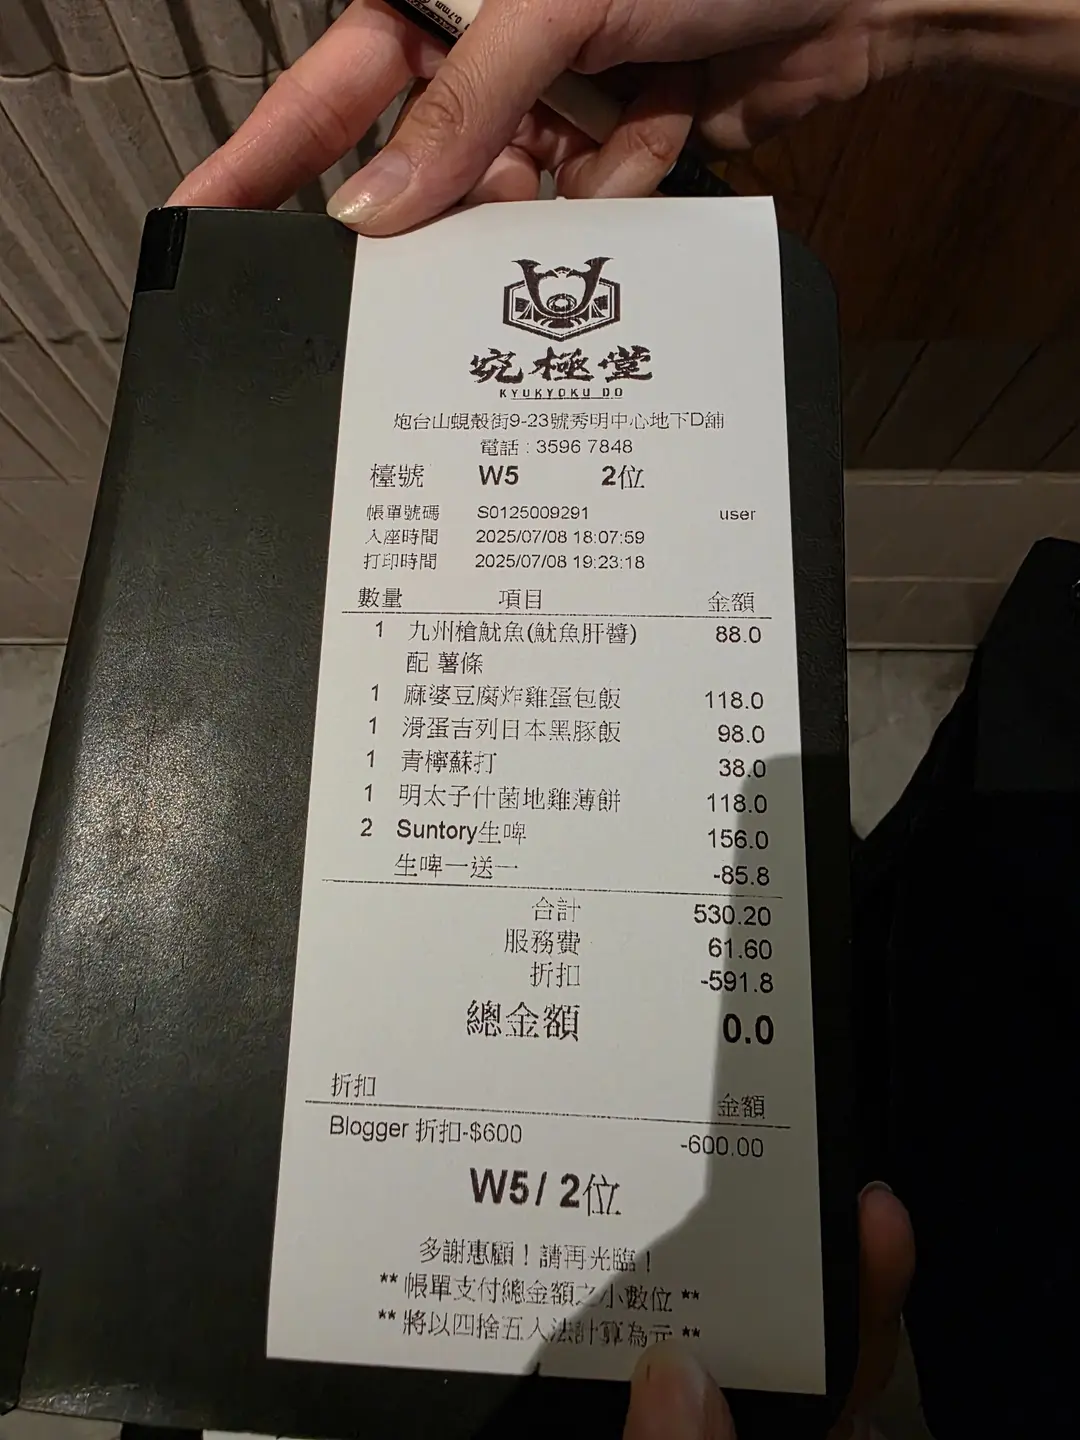 0.7mm
究極堂
KYUKYOKU DO
炮台山蜆殼街9-23號秀明中心地下D舖
電話 : 3596 7848
檯號 W5 2位
帳單號碼 S0125009291 user
入座時間 2025/07/08 18:07:59
打印時間 2025/07/08 19:23:18
數量 項目 金額
1 九州槍魷魚(魷魚肝醬) 88.0
配 薯條
1 麻婆豆腐炸雞蛋包飯 118.0
1 滑蛋吉列日本黑豚飯 98.0
1 青檸蘇打 38.0
1 明太子什菌地雞薄餅 118.0
2 Suntory生啤 156.0
生啤一送一 -85.8
合計 530.20
服務費 61.60
折扣 -591.8
總金額 0.0
折扣 金額
Blogger 折扣-$600 -600.00
W5 / 2位
多謝惠顧！請再光臨！
** 帳單支付總金額之小數位 **
** 將以四捨五入法計算為元 **